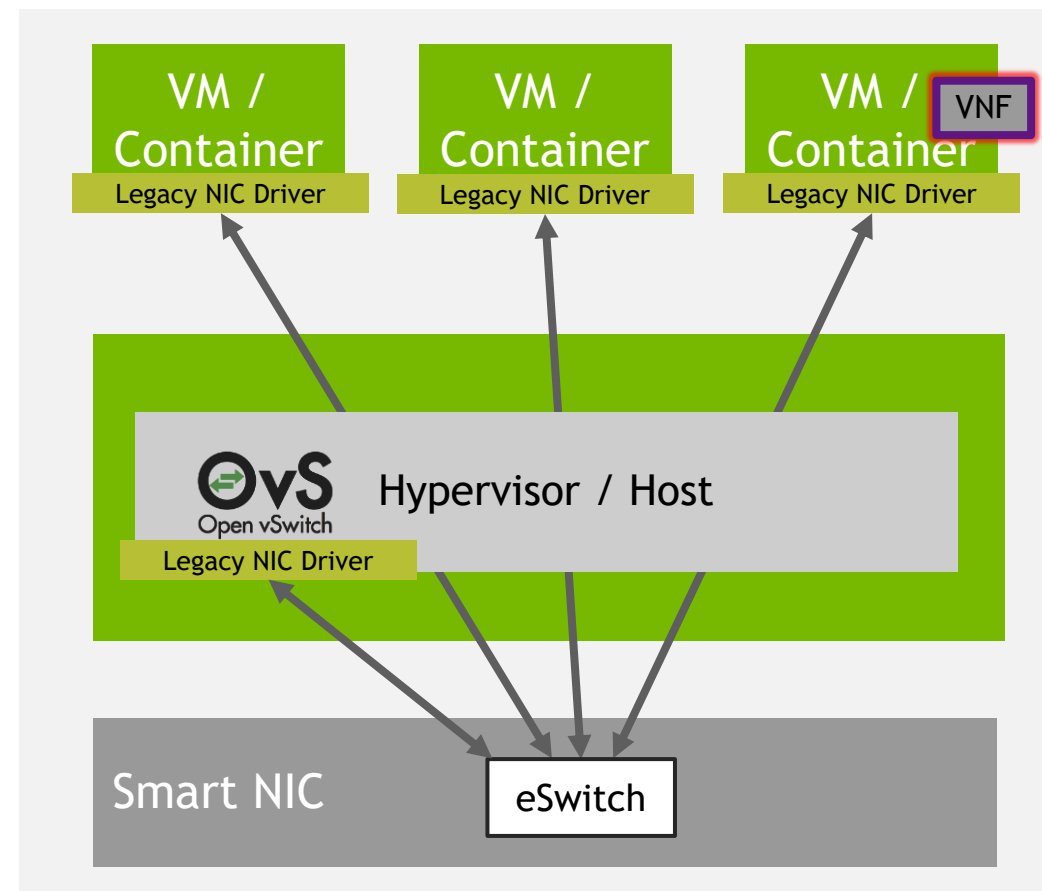 VM /
Container
Legacy NIC Driver
VM /
Container
Legacy NIC Driver
VM /
VNF
Container
Legacy NIC Driver
OvS
Open vSwitch
Hypervisor / Host
Legacy NIC Driver
Smart NIC
eSwitch